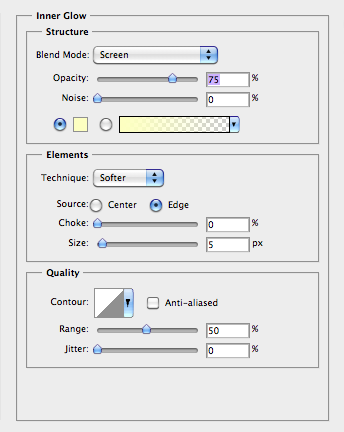 Inner Glow
Structure
Blend Mode: Screen
Opacity: 75 %
Noise: 0 %
Elements
Technique: Softer
Source: Center Edge
Choke: 0 %
Size: 5 px
Quality
Contour: Anti-aliased
Range: 50 %
Jitter: 0 %